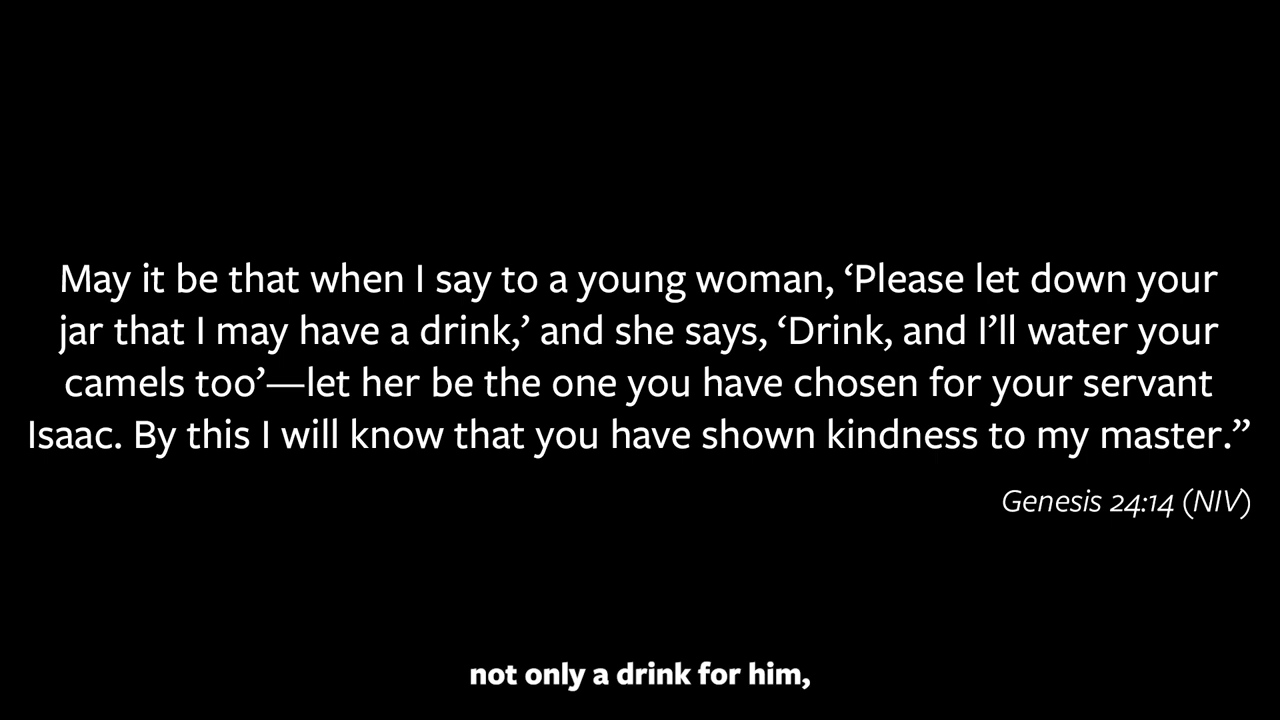 May it be that when I say to a young woman, ‘Please let down your
jar that I may have a drink,’ and she says, ‘Drink, and I’ll water your
camels too’—let her be the one you have chosen for your servant
Isaac. By this I will know that you have shown kindness to my master.”
Genesis 24:14 (NIV)
not only a drink for him,